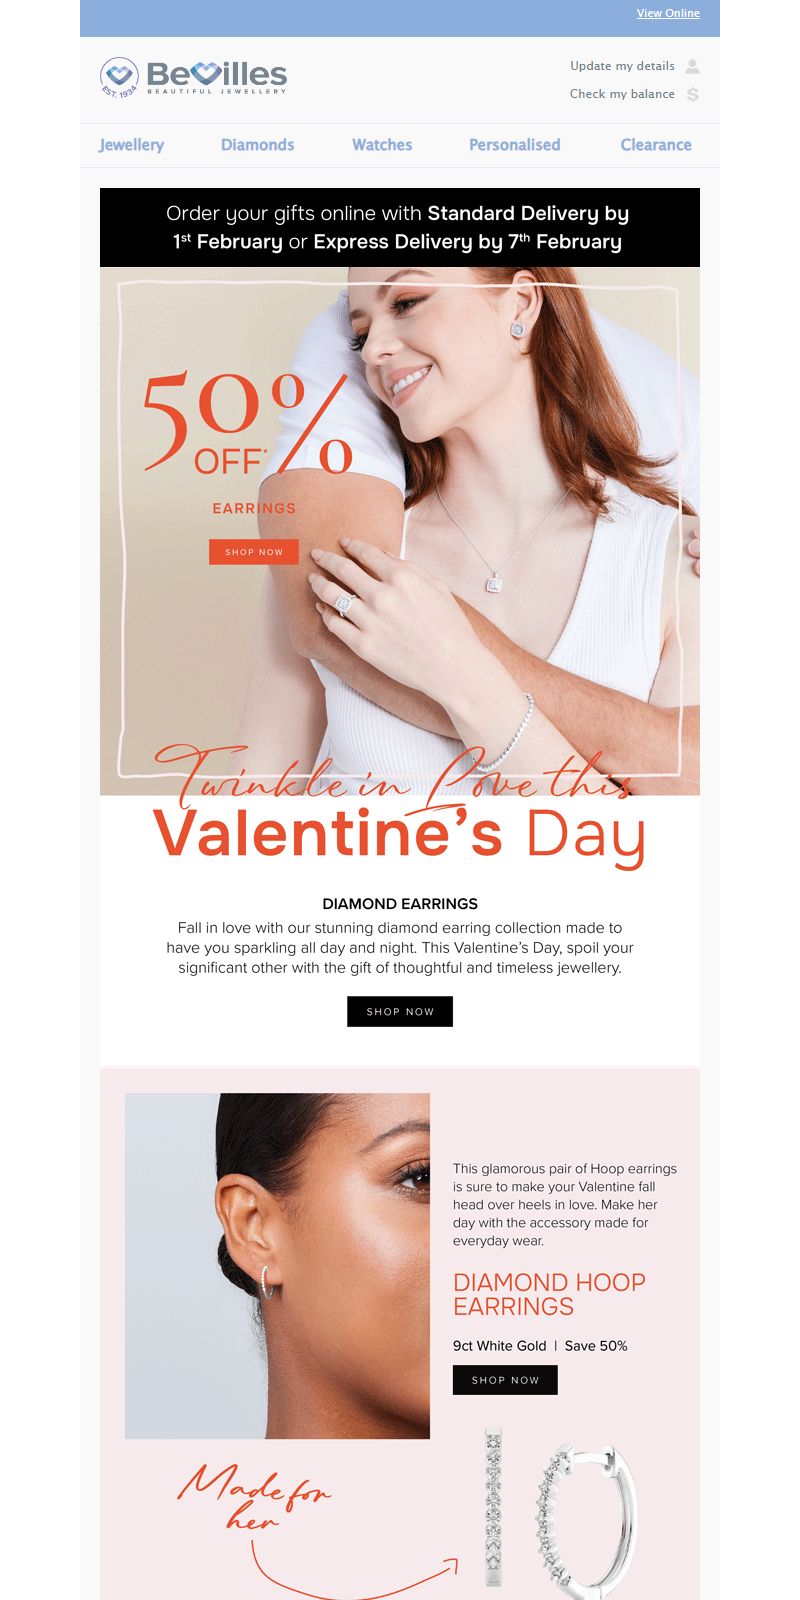 View Online
EST. 1934
Bevilles
BEAUTIFUL JEWELLERY
Update my details
Check my balance
$
Jewellery
Diamonds
Watches
Personalised
Clearance
Order your gifts online with Standard Delivery by
1st February or Express Delivery by 7th February
50%
OFF*
EARRINGS
SHOP NOW
Twinkle in Love this
Valentine's Day
DIAMOND EARRINGS
Fall in love with our stunning diamond earring collection made to
have you sparkling all day and night. This Valentine's Day, spoil your
significant other with the gift of thoughtful and timeless jewellery.
SHOP NOW
This glamorous pair of Hoop earrings
is sure to make your Valentine fall
head over heels in love. Make her
day with the accessory made for
everyday wear.
DIAMOND HOOP
EARRINGS
9ct White Gold | Save 50%
SHOP NOW
Made for
her